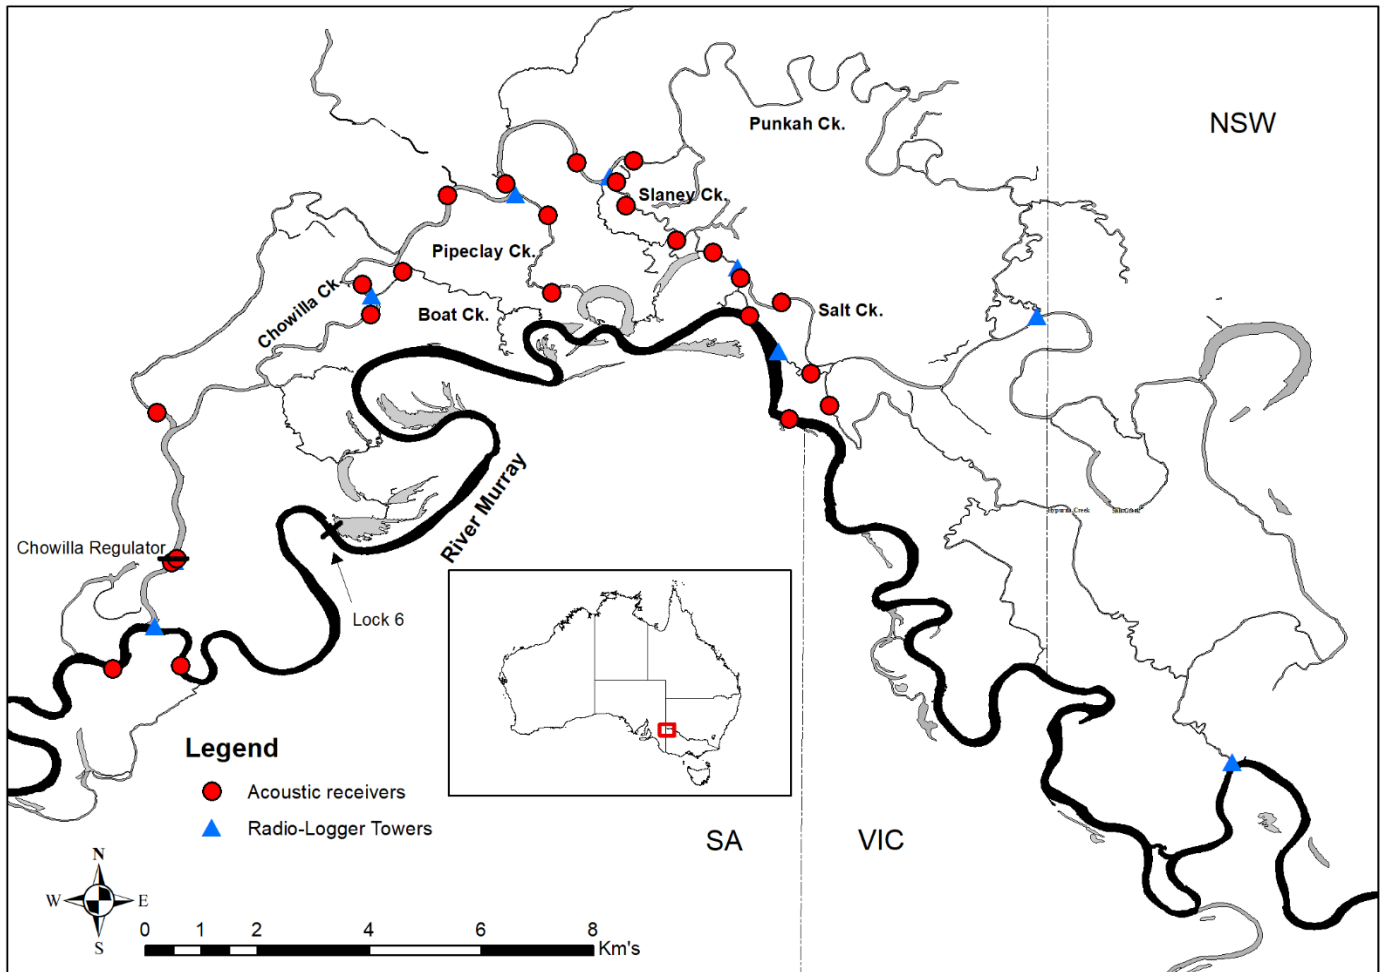 NSW
Punkah Ck.
Slaney Ck.
Pipeclay Ck.
Chowilla Ck.
Boat Ck.
Salt Ck.
River Murray
Chowilla Regulator
Lock 6
Legend
Acoustic receivers
Radio-Logger Towers
SA
VIC
N
W
E
S
0 1 2 4 6 8
Km's